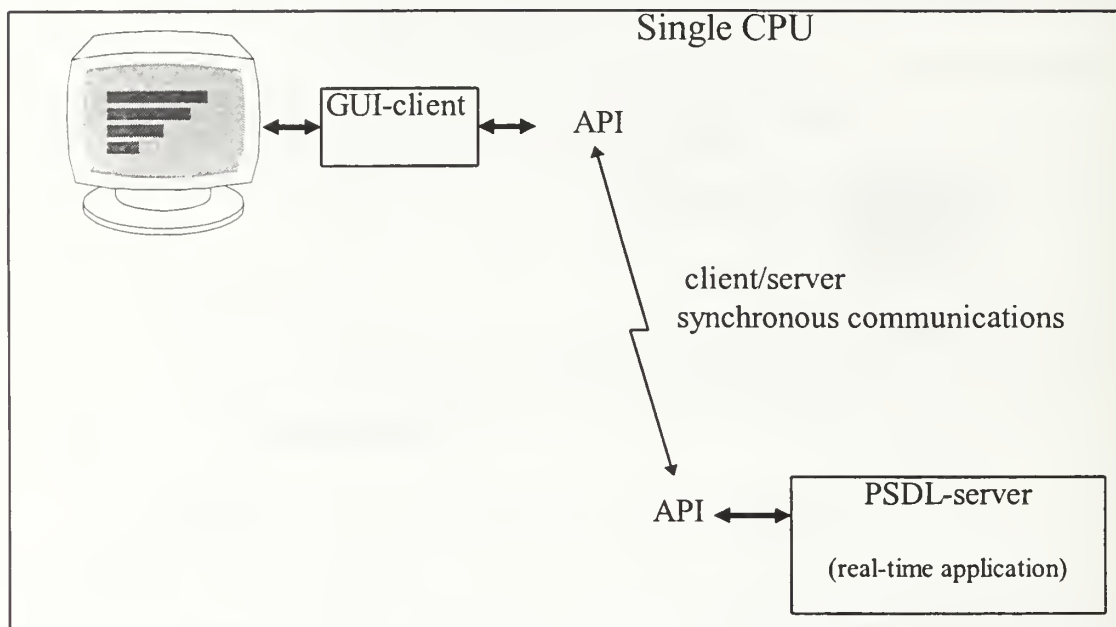 Single CPU
GUI-client
API
client/server
synchronous communications
API
PSDL-server
(real-time application)